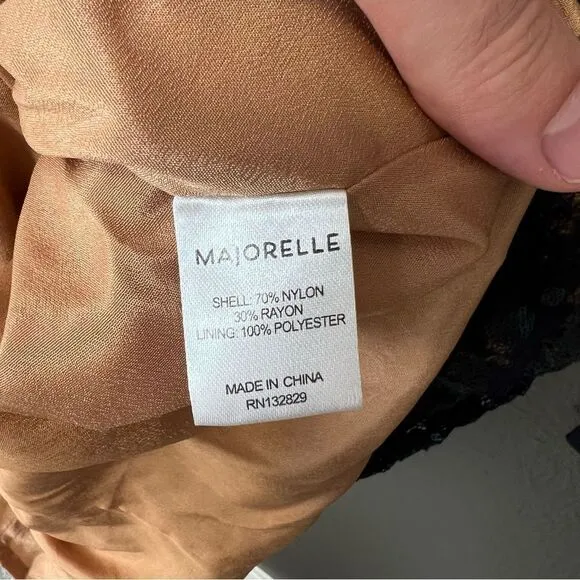 MAJORELLE
SHELL: 70% NYLON
30% RAYON
LINING: 100% POLYESTER
MADE IN CHINA
RN132829